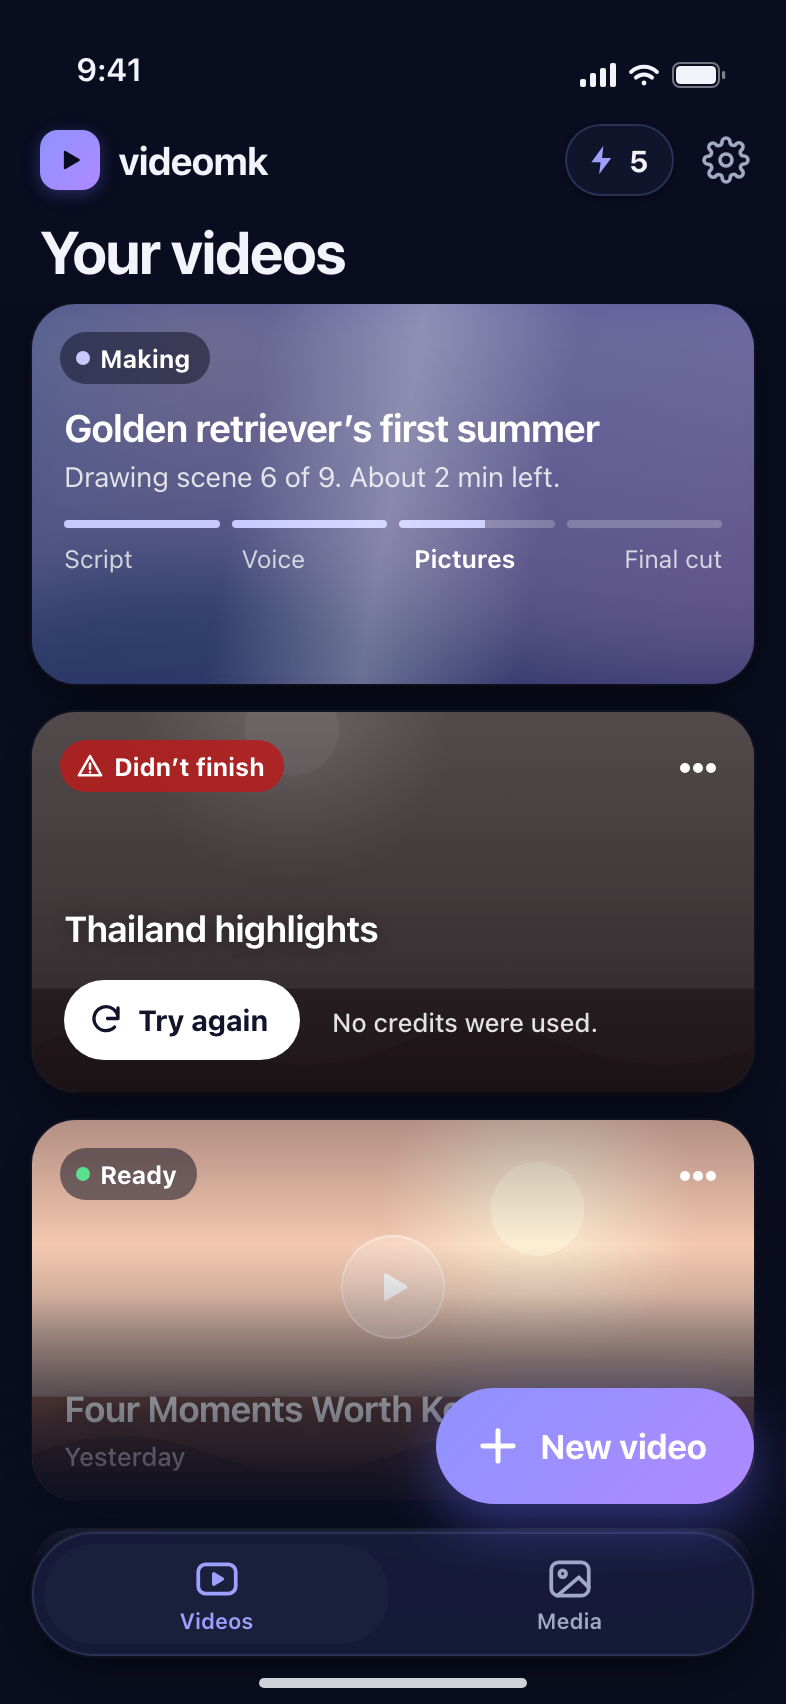 9:41
videomk
5
Your videos
Making
Golden retriever’s first summer
Drawing scene 6 of 9. About 2 min left.
Script Voice Pictures Final cut
Didn’t finish
Thailand highlights
Try again No credits were used.
Ready
Four Moments Worth
Yesterday
New video
Videos Media